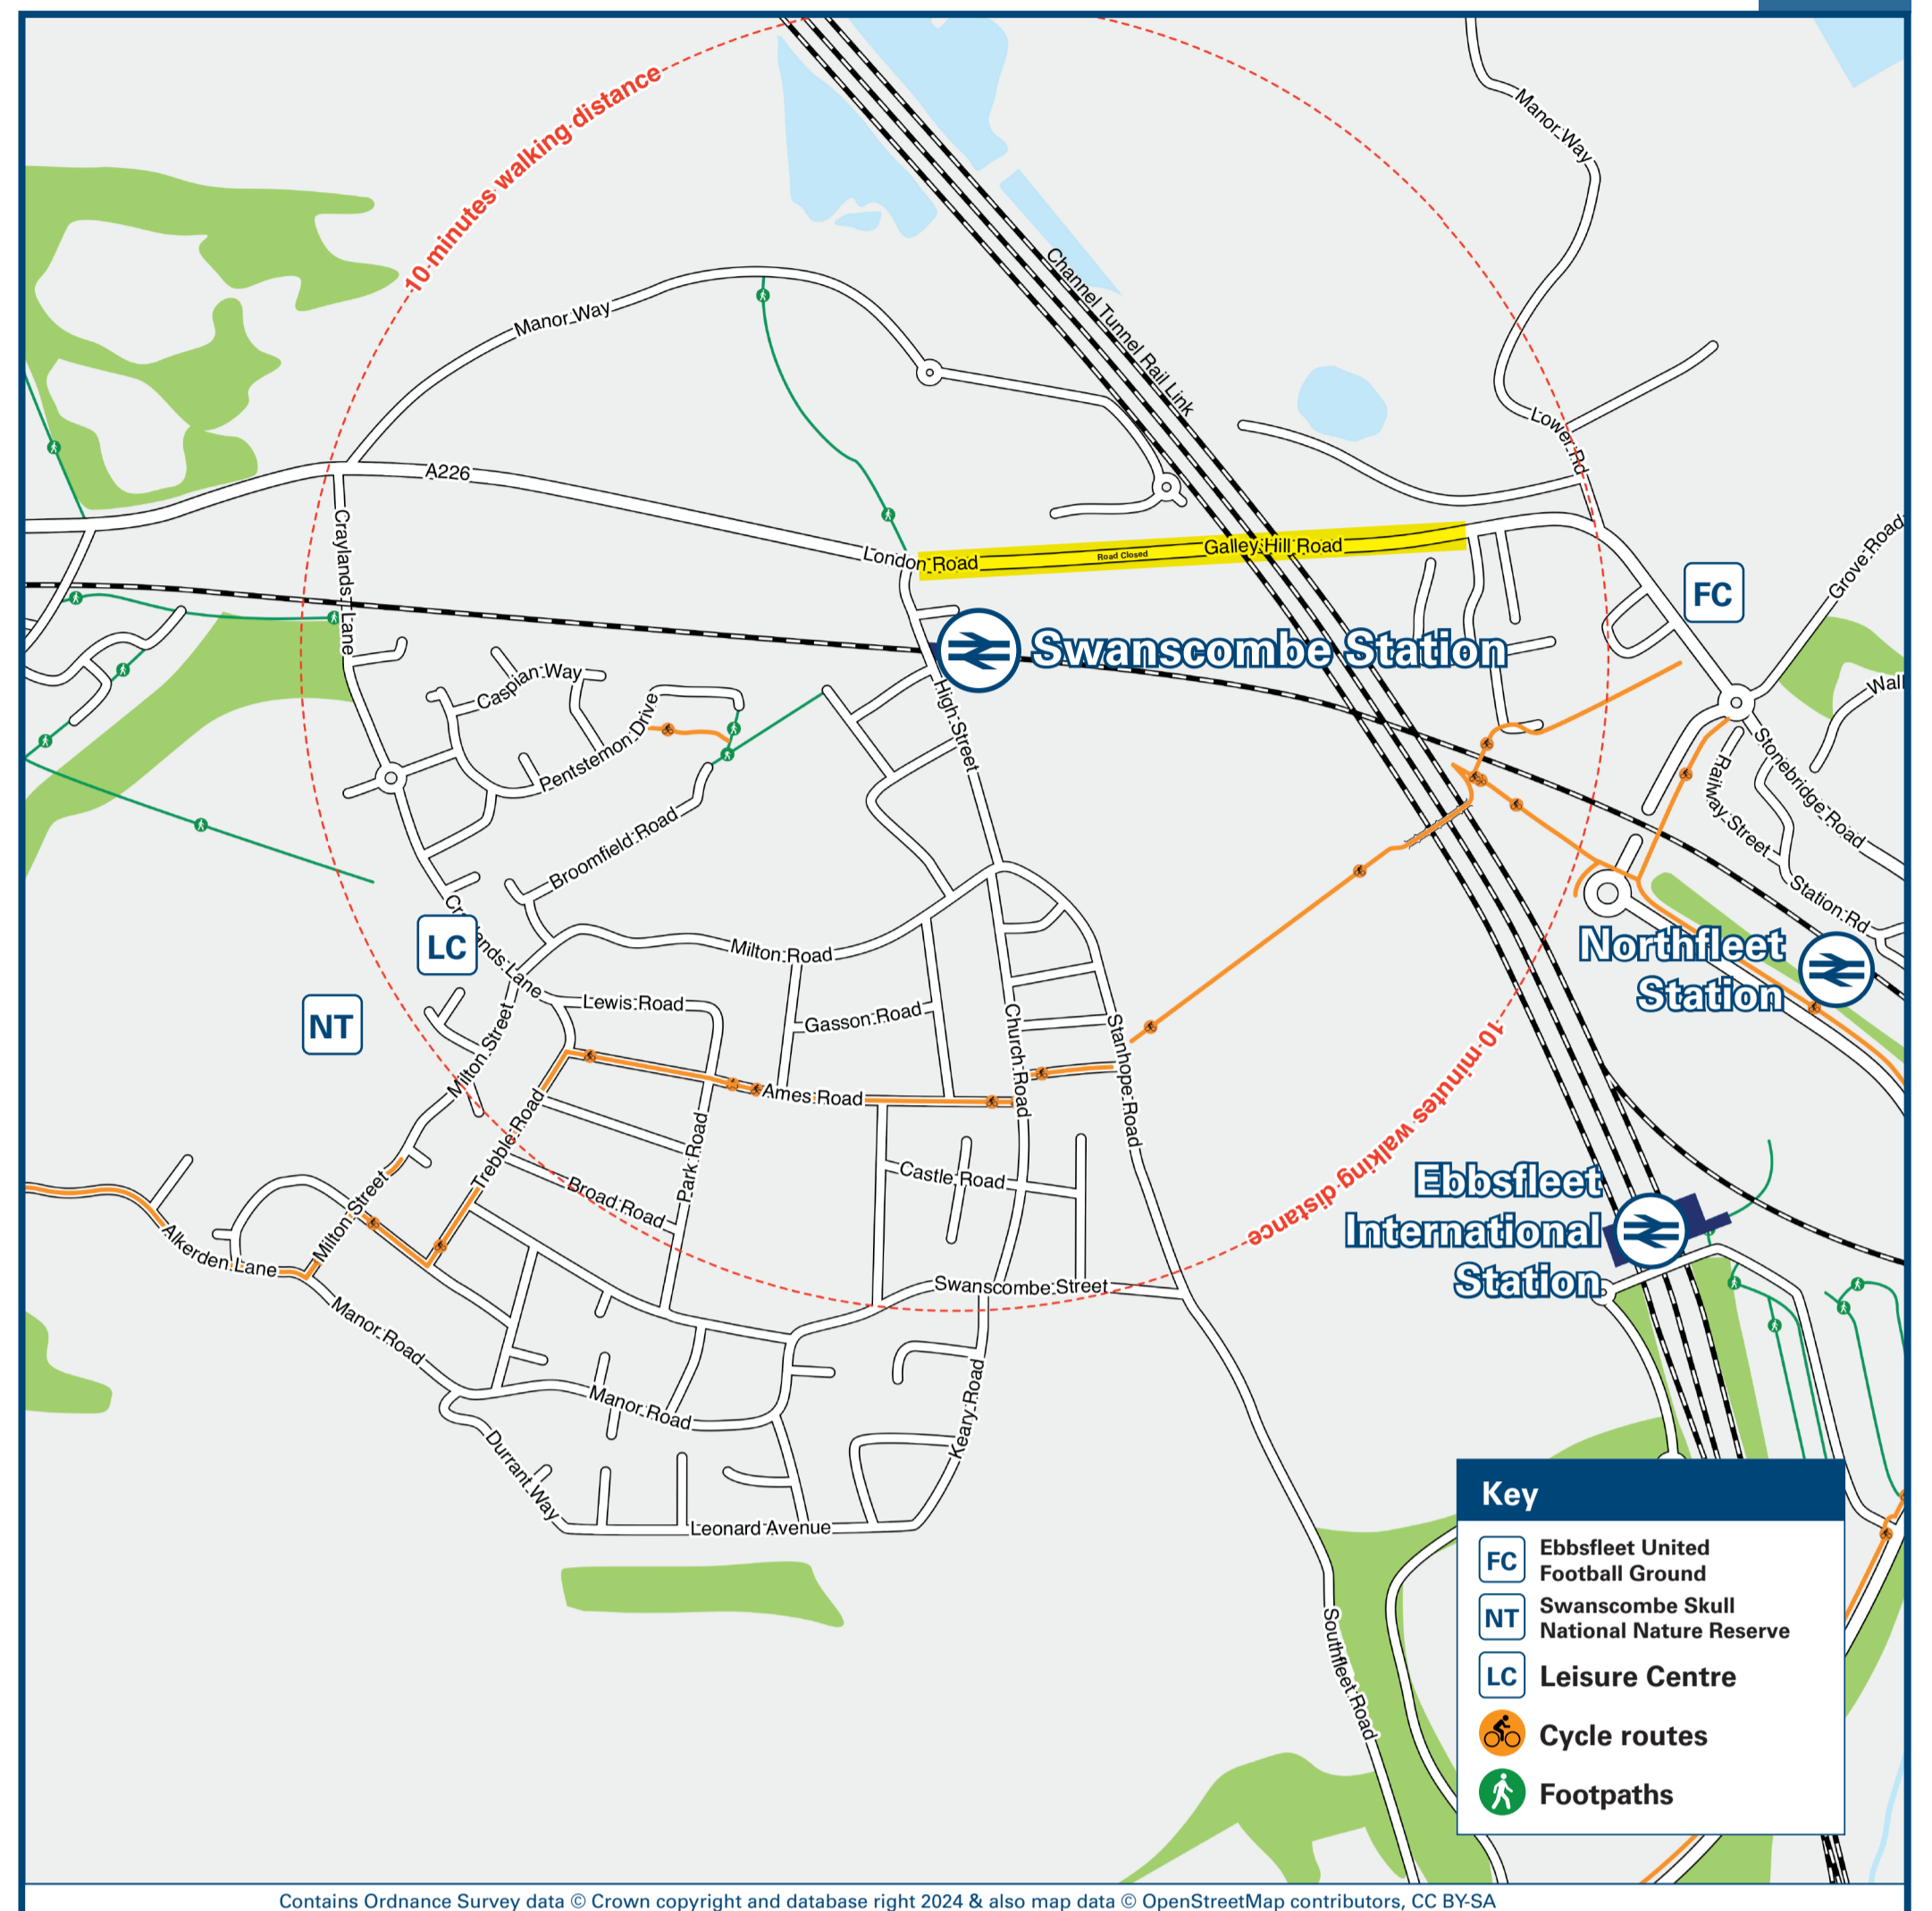 10 minutes walking distance
Manor Way
Channel Tunnel Rail Link
Manor Way
Lower Rd
A226
Craylands Lane
London Road
Road Closed
Galley Hill Road
Grove Road
FC
Swanscombe Station
High Street
Caspian Way
Pentstemon Drive
Wall
Stonebridge Road
Railway Street
Station Rd
Broomfield Road
LC
Craylands Lane
Milton Road
Northfleet
Station
NT
Lewis Road
Gasson Road
Milton Street
Church Road
Stanhope Road
10 minutes walking distance
Ames Road
Trebble Road
Park Road
Castle Road
Broad Road
Milton Street
Alkerden Lane
Ebbsfleet
International
Station
Swanscombe Street
Manor Road
Manor Road
Keary Road
Durrant Way
Leonard Avenue
Southfleet Road
Key
FC
Ebbsfleet United
Football Ground
NT
Swanscombe Skull
National Nature Reserve
LC
Leisure Centre
Cycle routes
Footpaths
Contains Ordnance Survey data © Crown copyright and database right 2024 & also map data © OpenStreetMap contributors, CC BY-SA